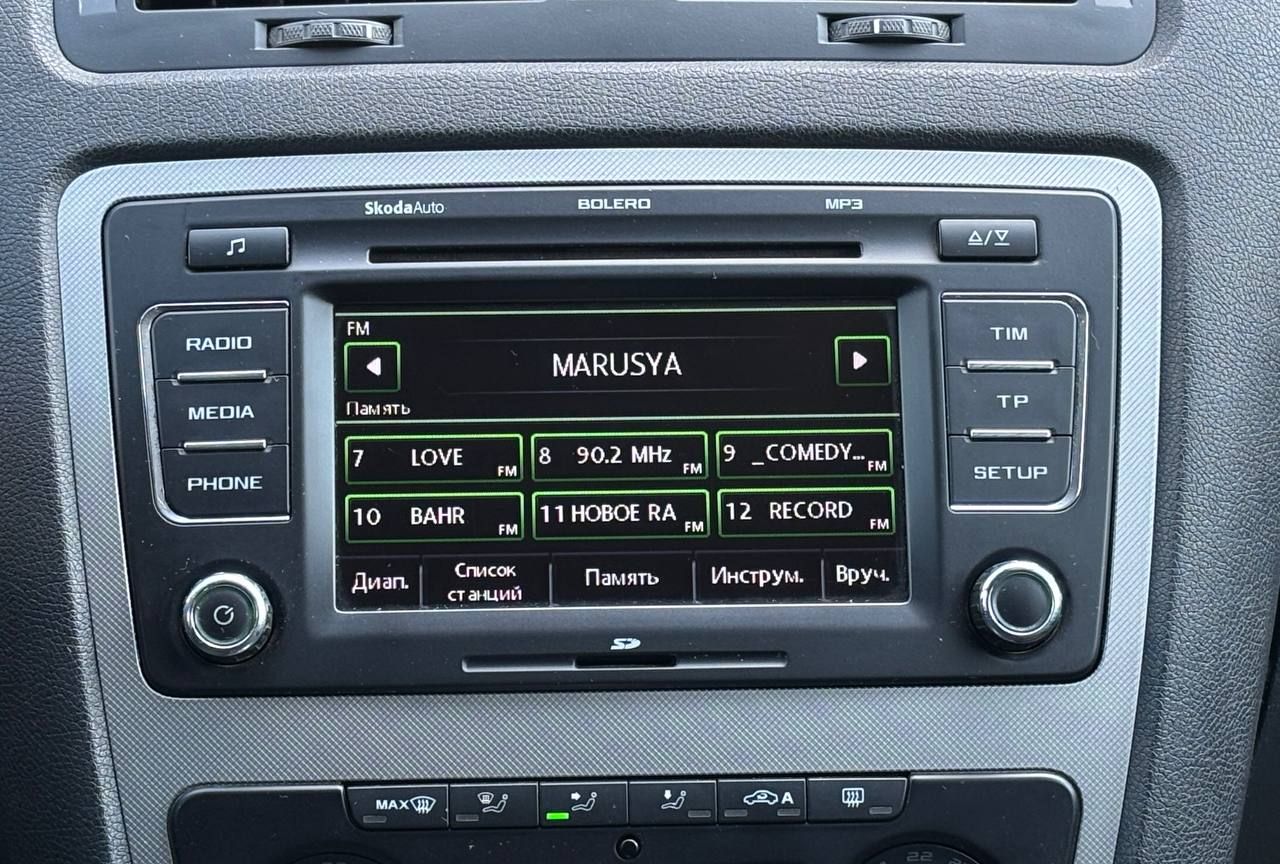 SkodaAuto BOLERO MP3
RADIO
MEDIA
PHONE
FM
MARUSYA
Память
7 LOVE FM
8 90.2 MHz FM
9 _COMEDY... FM
10 BAHR FM
11 НОВОЕ RA FM
12 RECORD FM
Диап.
Список
станций
Память
Инструм.
Вруч.
TIM
TP
SETUP
SD
MAX
A
22